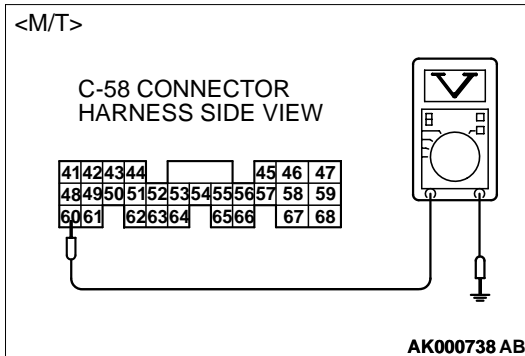 <M/T>
C-58 CONNECTOR
HARNESS SIDE VIEW
V
41 42 43 44 45 46 47
48 49 50 51 52 53 54 55 56 57 58 59
60 61 62 63 64 65 66 67 68
AK000738 AB